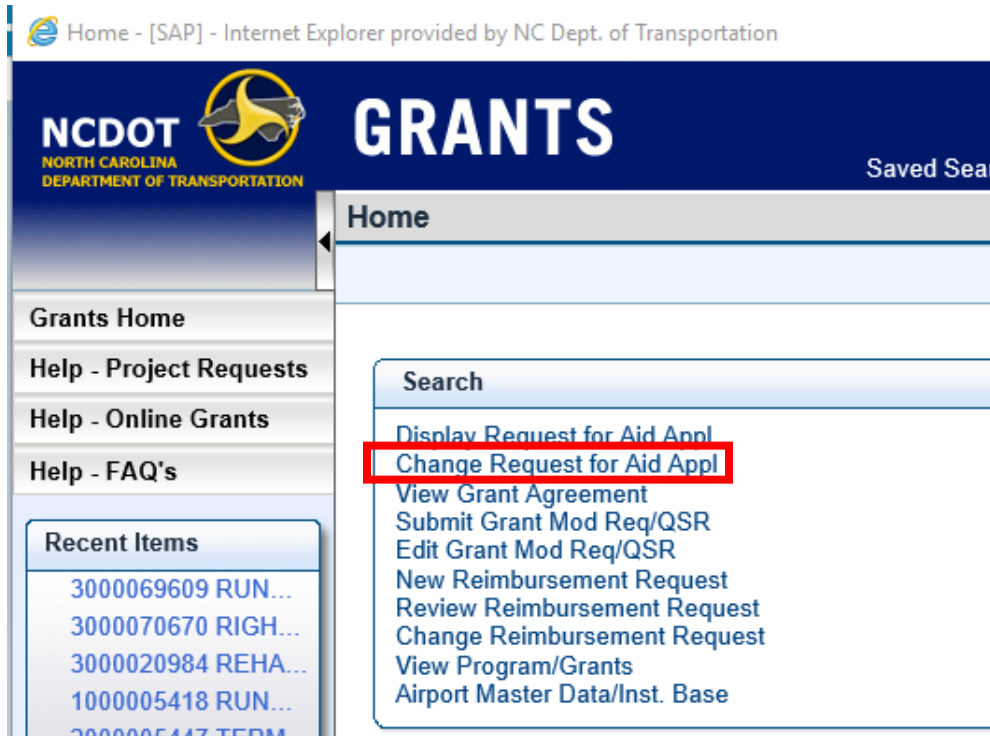 Home - [SAP] - Internet Explorer provided by NC Dept. of Transportation
NCDOT
NORTH CAROLINA
DEPARTMENT OF TRANSPORTATION
GRANTS
Saved Sear
Home
Grants Home
Help - Project Requests
Help - Online Grants
Help - FAQ's
Recent Items
3000069609 RUN...
3000070670 RIGH...
3000020984 REHA...
1000005418 RUN...
Search
Display Request for Aid Appl
Change Request for Aid Appl
View Grant Agreement
Submit Grant Mod Req/QSR
Edit Grant Mod Req/QSR
New Reimbursement Request
Review Reimbursement Request
Change Reimbursement Request
View Program/Grants
Airport Master Data/Inst. Base